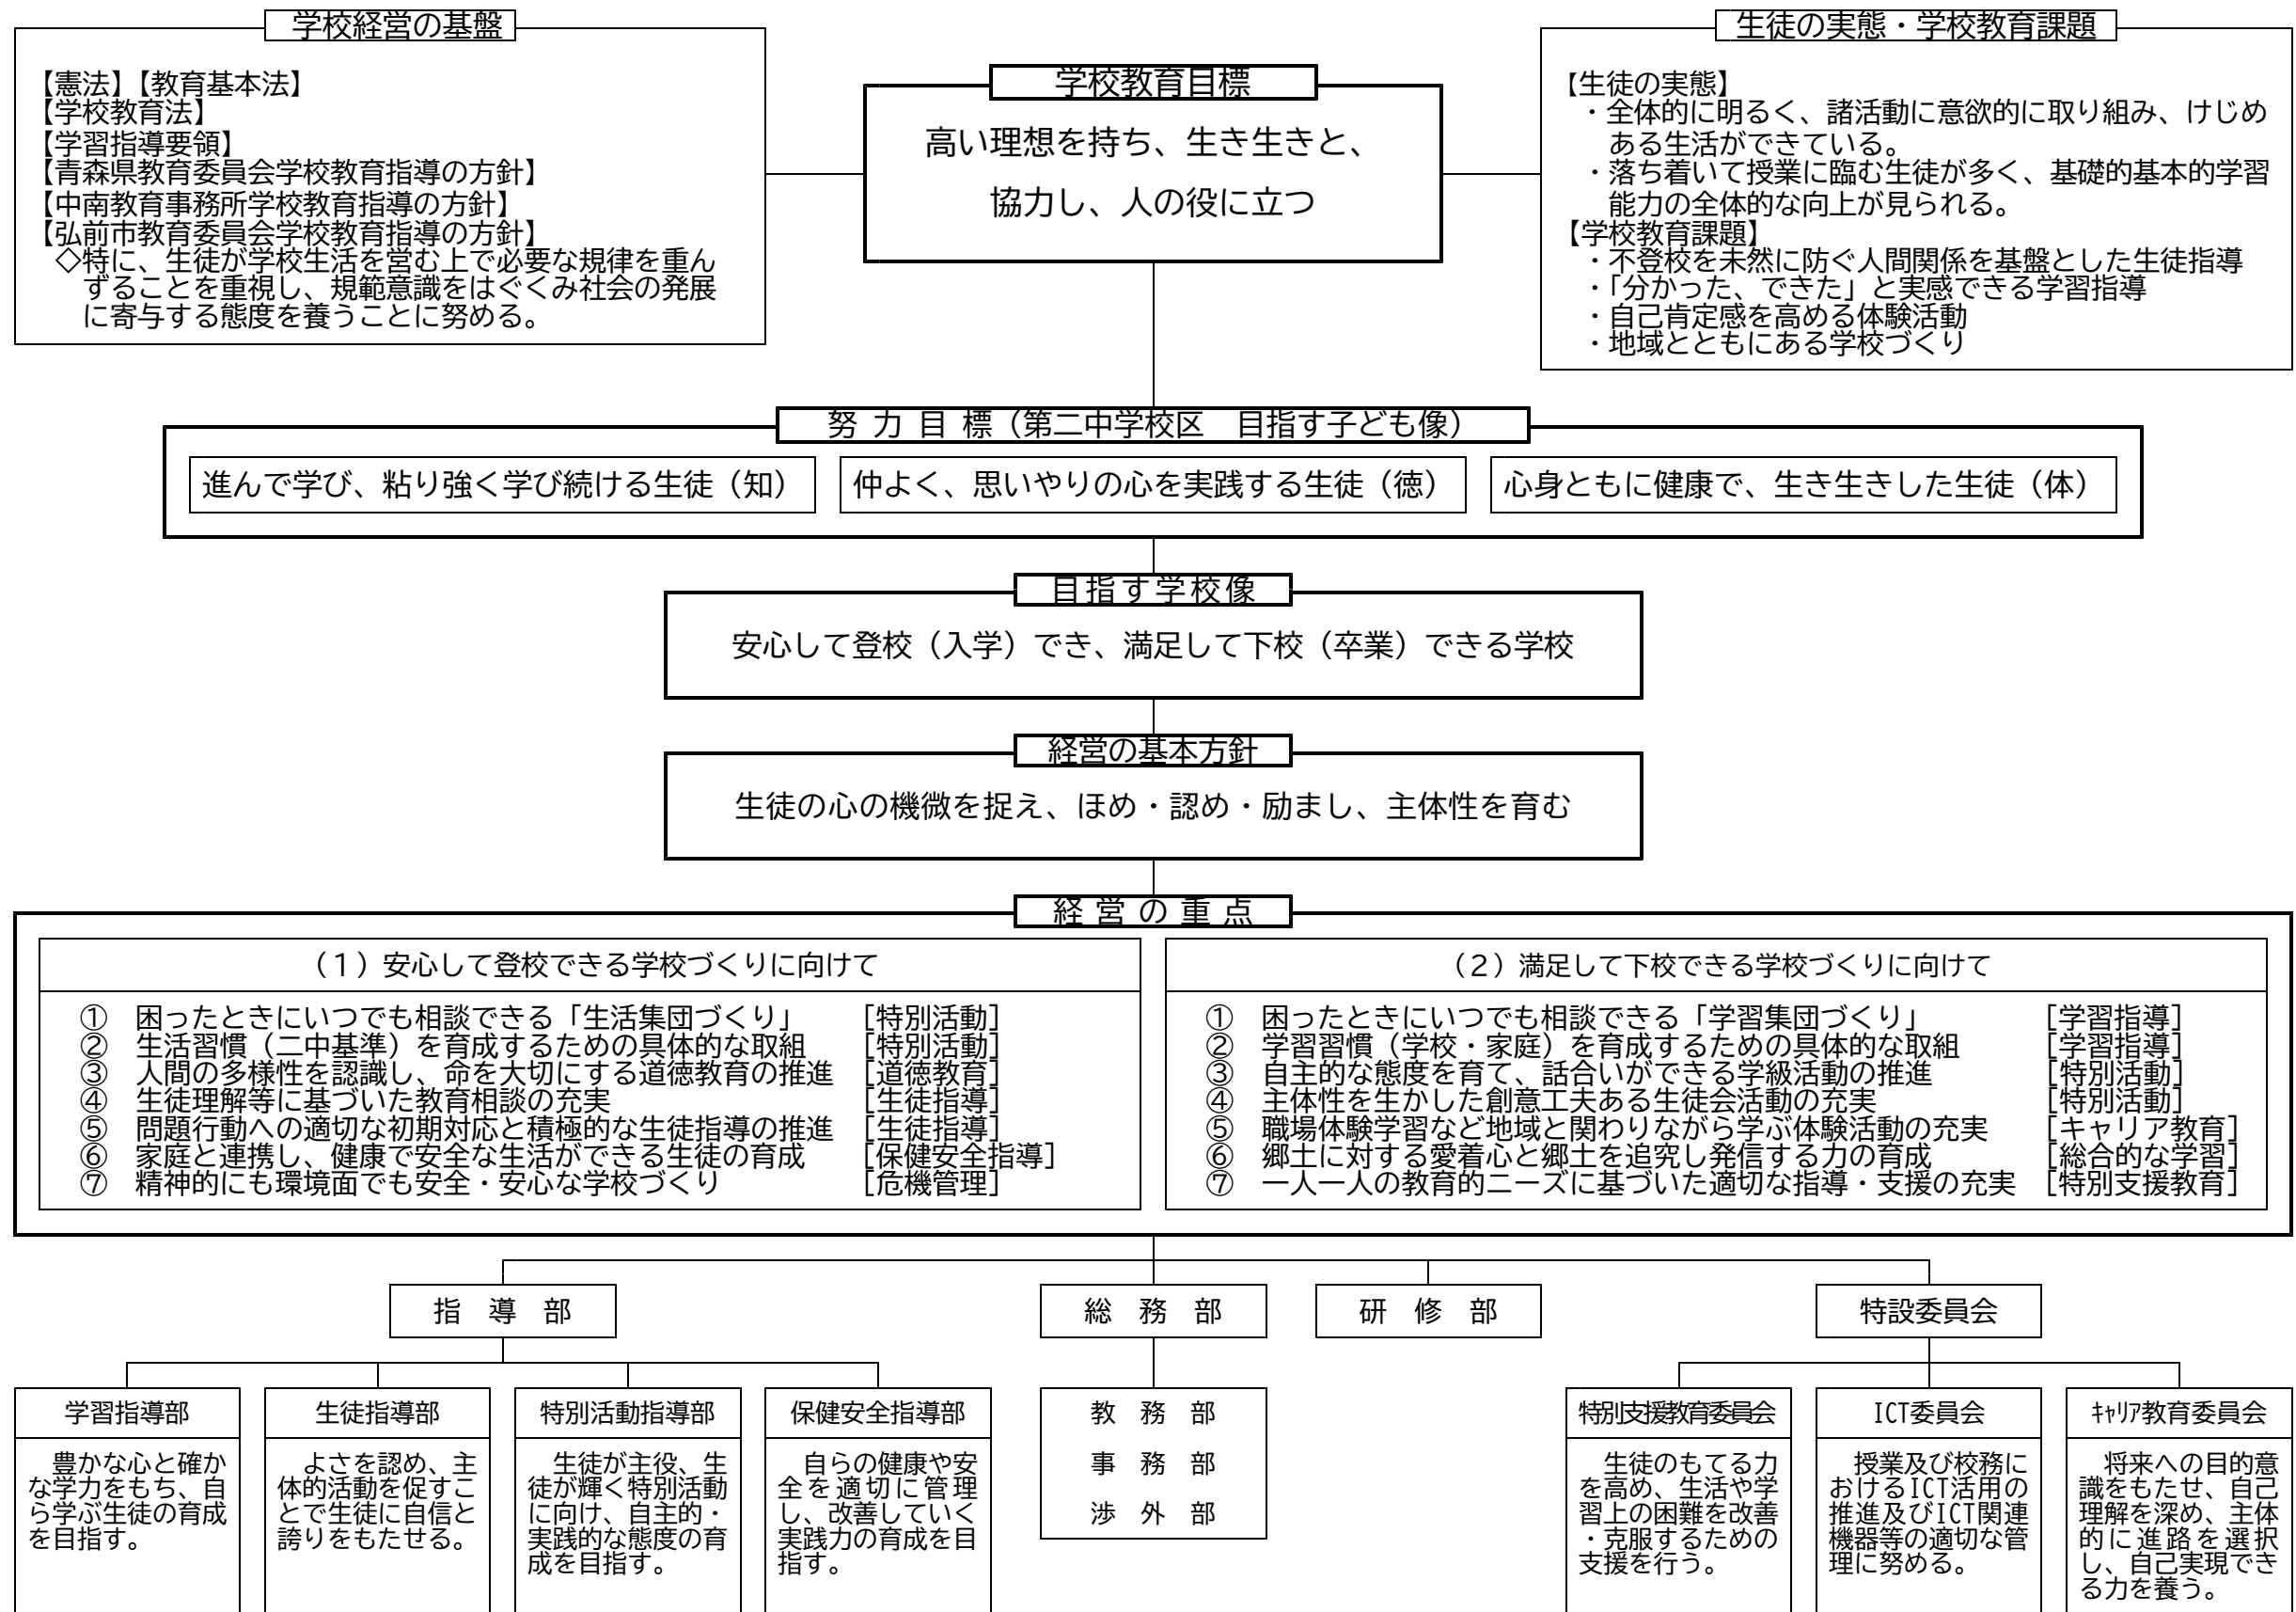 学校経営の基盤
【憲法】【教育基本法】
【学校教育法】
【学習指導要領】
【青森県教育委員会学校教育指導の方針】
【中南教育事務所学校教育指導の方針】
【弘前市教育委員会学校教育指導の方針】
◇特に、生徒が学校生活を営む上で必要な規律を重ん
ずることを重視し、規範意識をはぐくみ社会の発展
に寄与する態度を養うことに努める。
学校教育目標
高い理想を持ち、生き生きと、
協力し、人の役に立つ
生徒の実態・学校教育課題
【生徒の実態】
・全体的に明るく、諸活動に意欲的に取り組み、けじめ
ある生活ができている。
・落ち着いて授業に臨む生徒が多く、基礎的基本的学習
能力の全体的な向上が見られる。
【学校教育課題】
・不登校を未然に防ぐ人間関係を基盤とした生徒指導
・「分かった、できた」と実感できる学習指導
・自己肯定感を高める体験活動
・地域とともにある学校づくり
努 力 目 標（第二中学校区　目指す子ども像）
進んで学び、粘り強く学び続ける生徒（知）
仲よく、思いやりの心を実践する生徒（徳）
心身ともに健康で、生き生きした生徒（体）
目指す学校像
安心して登校（入学）でき、満足して下校（卒業）できる学校
経営の基本方針
生徒の心の機微を捉え、ほめ・認め・励まし、主体性を育む
経 営 の 重 点
（１）安心して登校できる学校づくりに向けて
①　困ったときにいつでも相談できる「生活集団づくり」　［特別活動］
②　生活習慣（二中基準）を育成するための具体的な取組　［特別活動］
③　人間の多様性を認識し、命を大切にする道徳教育の推進　［道徳教育］
④　生徒理解等に基づいた教育相談の充実　［生徒指導］
⑤　問題行動への適切な初期対応と積極的な生徒指導の推進　［生徒指導］
⑥　家庭と連携し、健康で安全な生活ができる生徒の育成　［保健安全指導］
⑦　精神的にも環境面でも安全・安心な学校づくり　［危機管理］
（２）満足して下校できる学校づくりに向けて
①　困ったときにいつでも相談できる「学習集団づくり」　［学習指導］
②　学習習慣（学校・家庭）を育成するための具体的な取組　［学習指導］
③　自主的な態度を育て、話合いができる学級活動の推進　［特別活動］
④　主体性を生かした創意工夫ある生徒会活動の充実　［特別活動］
⑤　職場体験学習など地域と関わりながら学ぶ体験活動の充実　［キャリア教育］
⑥　郷土に対する愛着心と郷土を追究し発信する力の育成　［総合的な学習］
⑦　一人一人の教育的ニーズに基づいた適切な指導・支援の充実　［特別支援教育］
指　導　部
総　務　部
研　修　部
特設委員会
学習指導部
豊かな心と確か
な学力をもち、自
ら学ぶ生徒の育成
を目指す。
生徒指導部
よさを認め、主
体的活動を促すこ
とで生徒に自信と
誇りをもたせる。
特別活動指導部
生徒が主役、生
徒が輝く特別活動
に向け、自主的・
実践的な態度の育
成を目指す。
保健安全指導部
自らの健康や安
全を適切に管理
し、改善していく
実践力の育成を目
指す。
教　務　部
事　務　部
渉　外　部
特別支援教育委員会
生徒のもてる力
を高め、生活や学
習上の困難を改善
・克服するための
支援を行う。
ICT委員会
授業及び校務に
おけるICT活用の
推進及びICT関連
機器等の適切な管
理に努める。
ｷｬﾘｱ教育委員会
将来への目的意
識をもたせ、自己
理解を深め、主体
的に進路を選択
し、自己実現でき
る力を養う。